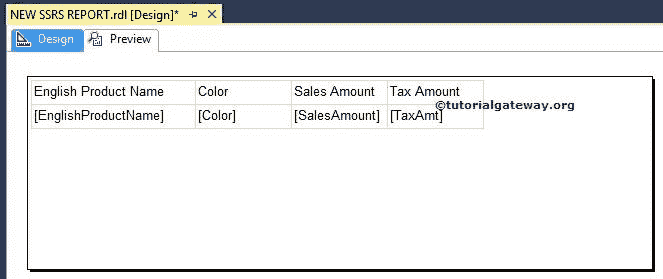 NEW SSRS REPORT.rdl [Design]*
Design Preview
English Product Name Color Sales Amount Tax Amount
©tutorialgateway.org
[EnglishProductName] [Color] [SalesAmount] [TaxAmt]